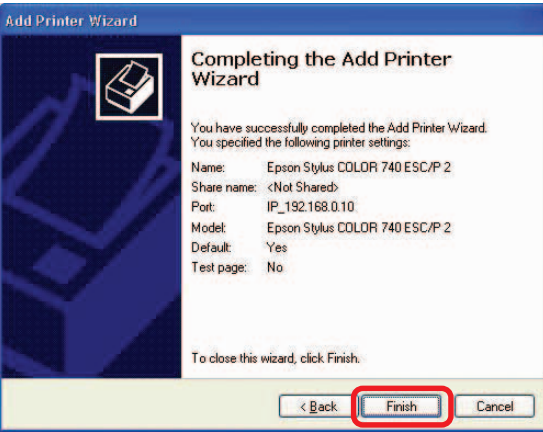 Add Printer Wizard
Completing the Add Printer
Wizard
You have successfully completed the Add Printer Wizard.
You specified the following printer settings:
Name: Epson Stylus COLOR 740 ESC/P 2
Share name: <Not Shared>
Port: IP_192.168.0.10
Model: Epson Stylus COLOR 740 ESC/P 2
Default: Yes
Test page: No
To close this wizard, click Finish.
< Back Finish Cancel